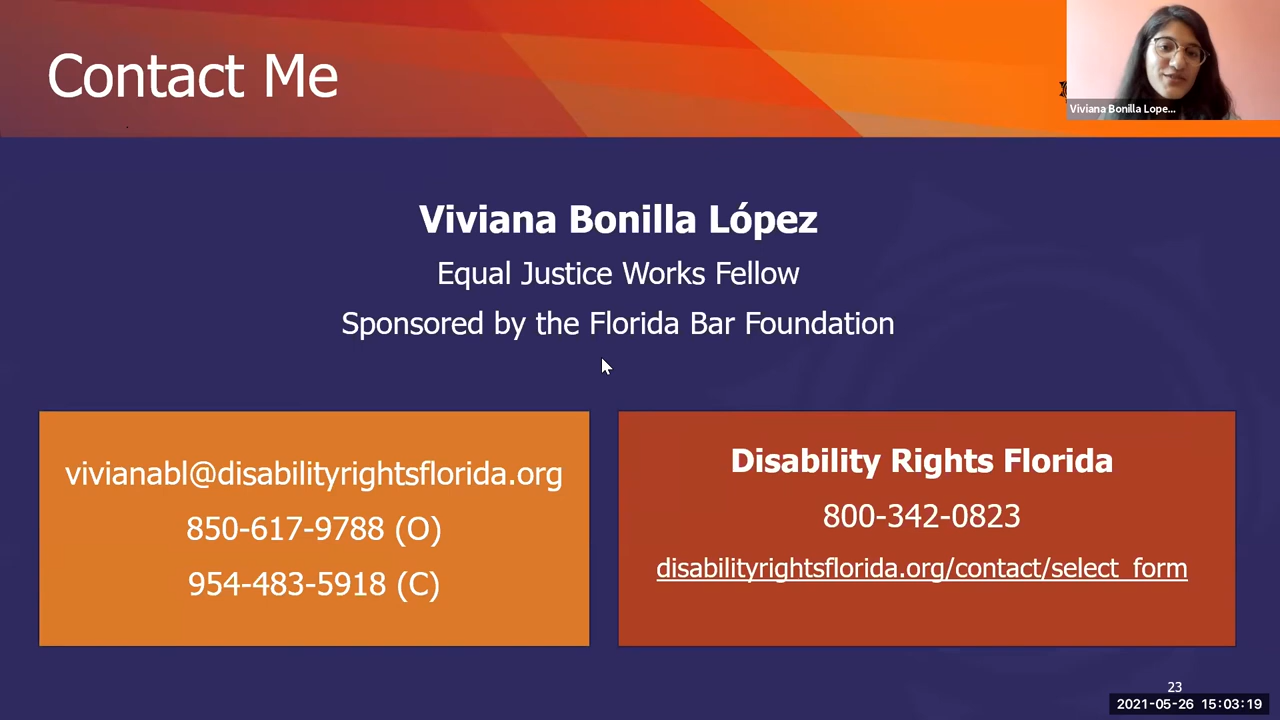 Contact Me
Viviana Bonilla Lope...
Viviana Bonilla López
Equal Justice Works Fellow
Sponsored by the Florida Bar Foundation
vivianabl@disabilityrightsflorida.org
850-617-9788 (O)
954-483-5918 (C)
Disability Rights Florida
800-342-0823
disabilityrightsflorida.org/contact/select_form
23
2021-05-26 15:03:19